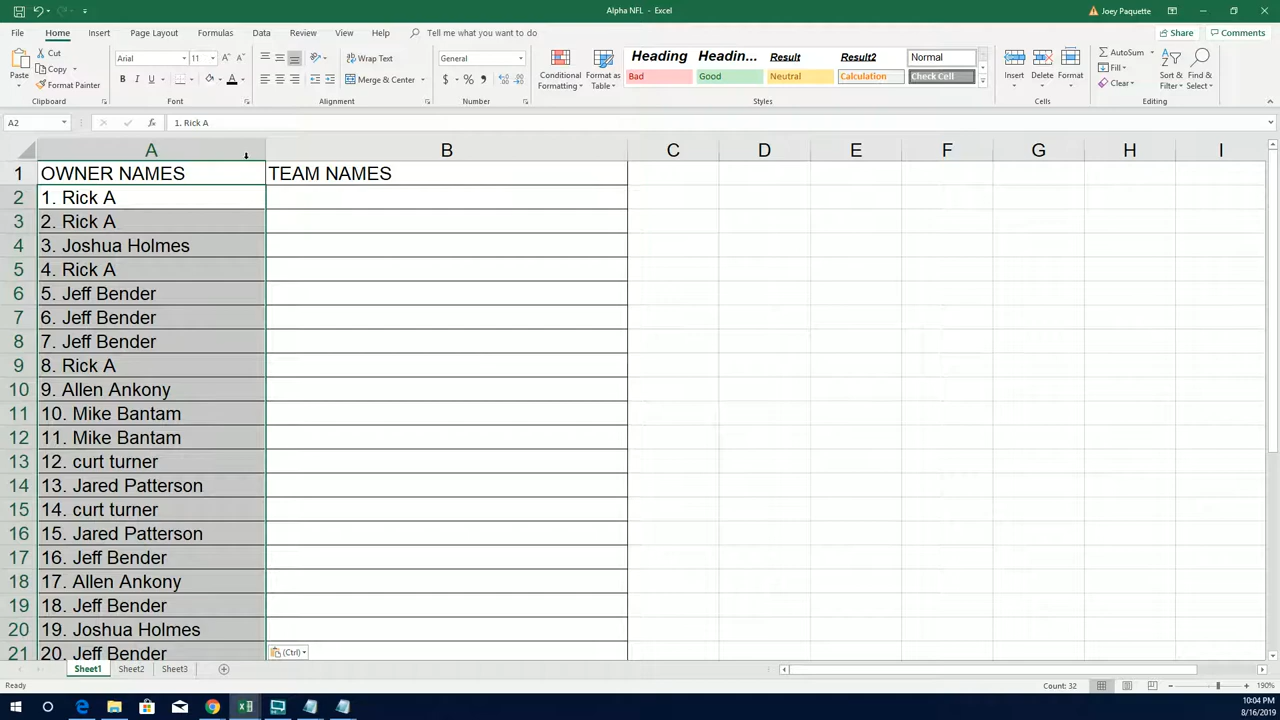 Alpha NFL - Excel
Joey Paquette
File Home Insert Page Layout Formulas Data Review View Help Tell me what you want to do
Share Comments
Paste Cut Copy Format Painter Clipboard
Arial 11 B I U A Font
ab Wrap Text Merge & Center Alignment
General $ % , Number
Conditional Formatting Format as Table
Heading Headin... Result Result2 Normal
Bad Good Neutral Calculation Check Cell
Styles
Insert Delete Format Cells
AutoSum Fill Clear Sort & Filter Find & Select Editing
A2 fx 1. Rick A
A B C D E F G H I
1 OWNER NAMES TEAM NAMES
2 1. Rick A
3 2. Rick A
4 3. Joshua Holmes
5 4. Rick A
6 5. Jeff Bender
7 6. Jeff Bender
8 7. Jeff Bender
9 8. Rick A
10 9. Allen Ankony
11 10. Mike Bantam
12 11. Mike Bantam
13 12. curt turner
14 13. Jared Patterson
15 14. curt turner
16 15. Jared Patterson
17 16. Jeff Bender
18 17. Allen Ankony
19 18. Jeff Bender
20 19. Joshua Holmes
21 20. Jeff Bender
(Ctrl)
Sheet1 Sheet2 Sheet3
Ready Count: 32 190%
10:04 PM
8/16/2019